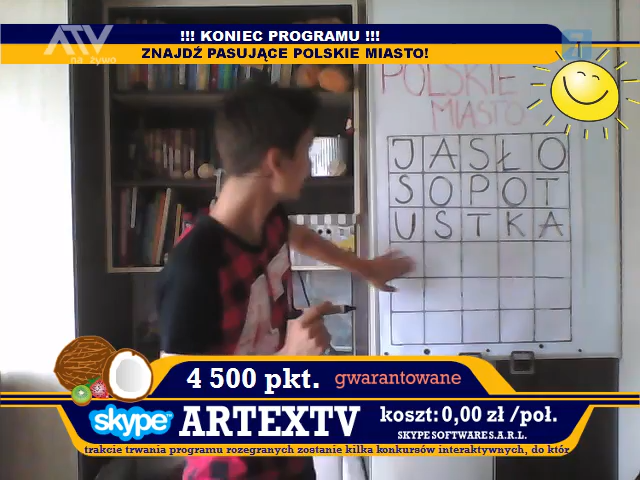 !!! KONIEC PROGRAMU !!!
ZNAJDŹ PASUJĄCE POLSKIE MIASTO!
ATV
na żywo
POLSKIE
MIASTO
JASŁO
SOPOT
USTKA
4 500 pkt. gwarantowane
skype ARTEXTV koszt: 0,00 zł /poł.
SKYPE SOFTWARE S.A.R.L.
trakcie trwania programu rozegranych zostanie kilka konkursów interaktywnych, do któr